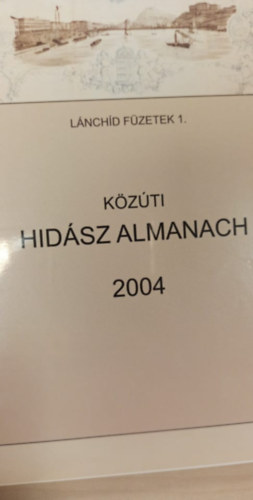 LÁNCHÍD FÜZETEK 1.
KÖZÚTI
HIDÁSZ ALMANACH
2004